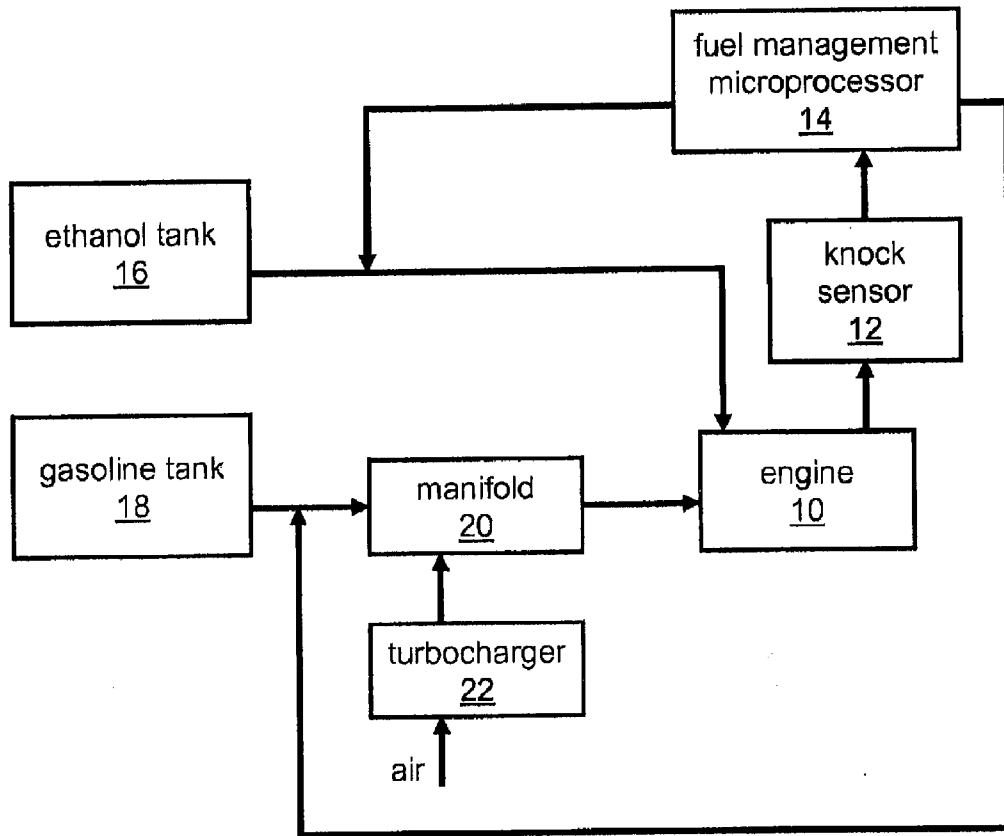 fuel management
microprocessor
14
ethanol tank
16
knock
sensor
12
gasoline tank
18
manifold
20
engine
10
turbocharger
22
air